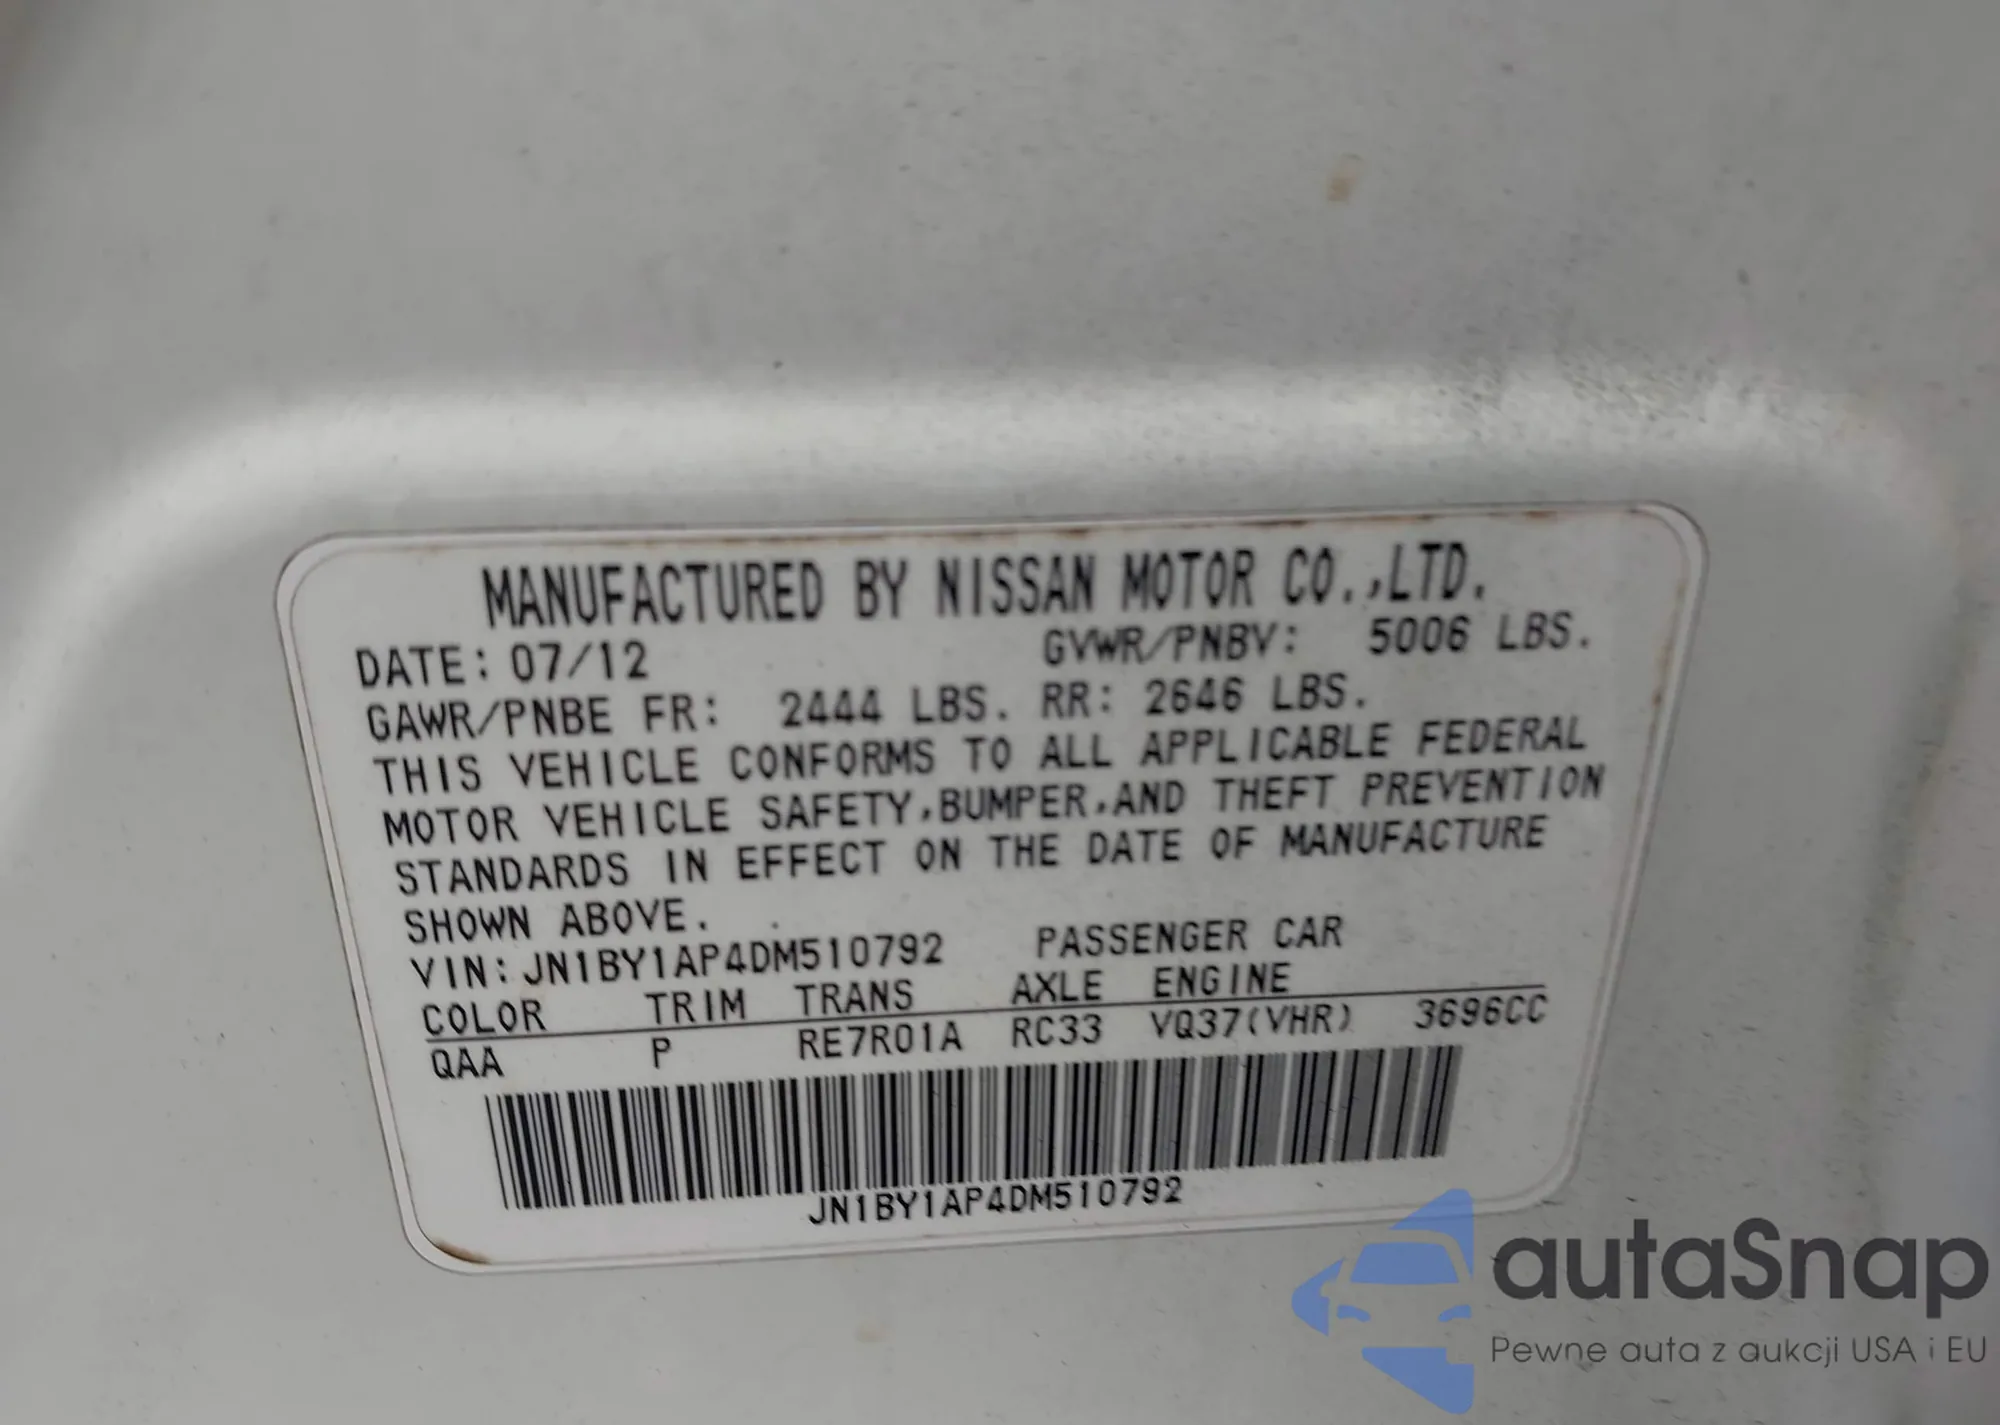 MANUFACTURED BY NISSAN MOTOR CO.,LTD.
DATE: 07/12 GVWR/PNBV: 5006 LBS.
GAWR/PNBE FR: 2444 LBS. RR: 2646 LBS.
THIS VEHICLE CONFORMS TO ALL APPLICABLE FEDERAL
MOTOR VEHICLE SAFETY,BUMPER,AND THEFT PREVENTION
STANDARDS IN EFFECT ON THE DATE OF MANUFACTURE
SHOWN ABOVE.
VIN: JN1BY1AP4DM510792 PASSENGER CAR
COLOR TRIM TRANS AXLE ENGINE
QAA P RE7R01A RC33 VQ37(VHR) 3696CC
JN1BY1AP4DM510792
autaSnap
Pewne auta z aukcji USA i EU